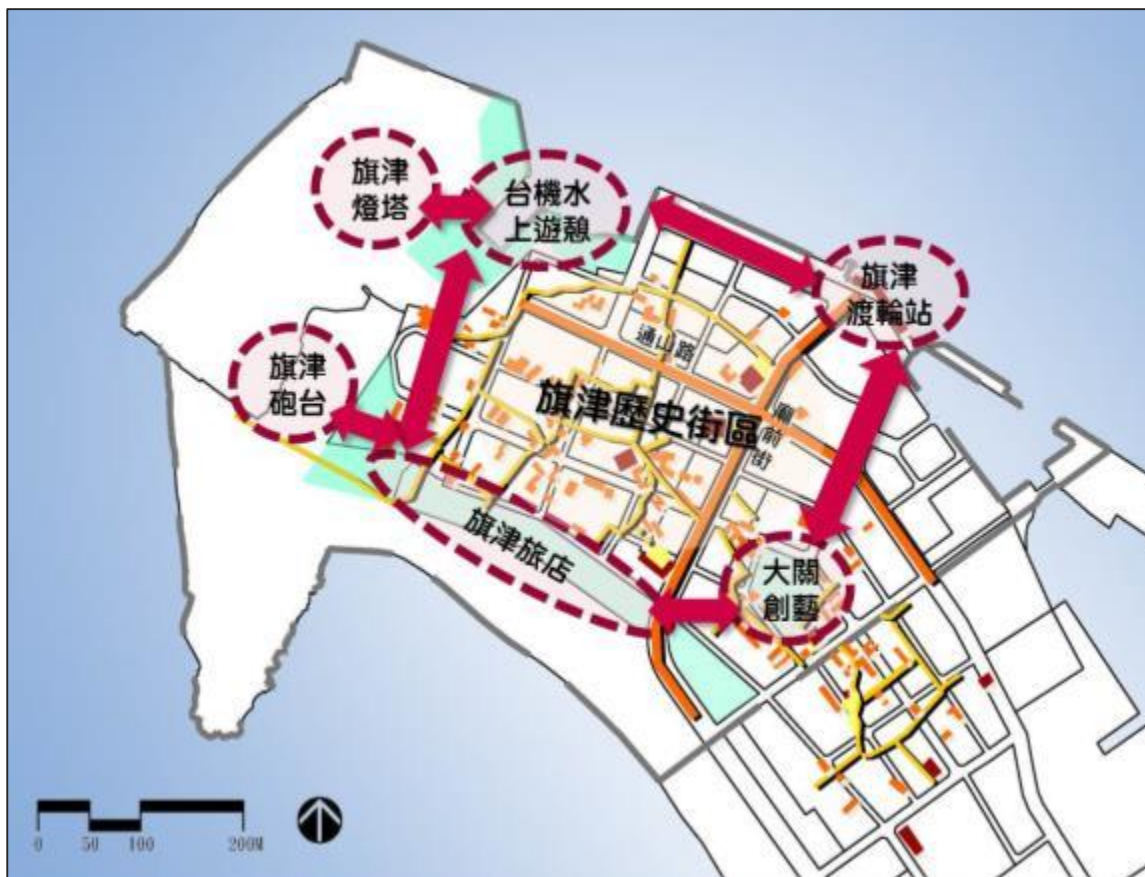 旗津
燈塔
台機水
上遊憩
旗津
渡輪站
通山路
旗津
砲台
旗津歷史街區
廟前街
旗津旅店
大關
創藝
0 50 100 200M